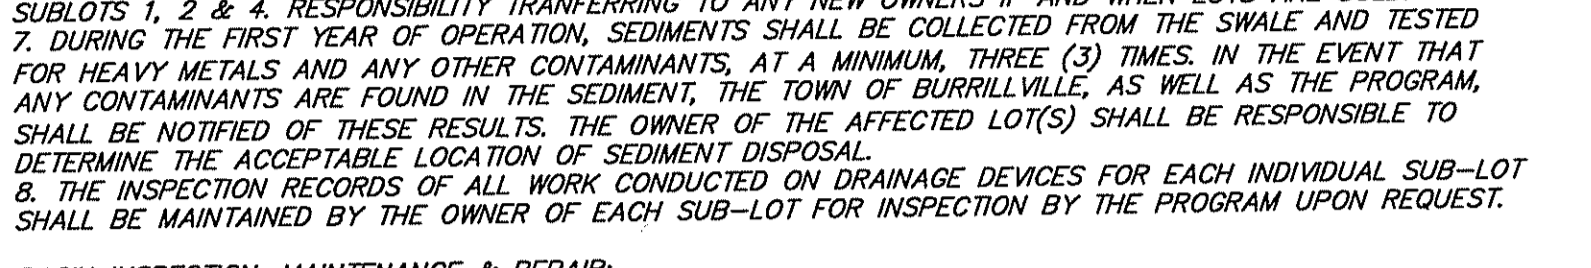 SUBLOTS 1, 2 & 4. RESPONSIBILITY TRANFERRING TO ANY NEW OWNERS IF AND WHEN LOTS ARE
7. DURING THE FIRST YEAR OF OPERATION, SEDIMENTS SHALL BE COLLECTED FROM THE SWALE AND TESTED
FOR HEAVY METALS AND ANY OTHER CONTAMINANTS, AT A MINIMUM, THREE (3) TIMES. IN THE EVENT THAT
ANY CONTAMINANTS ARE FOUND IN THE SEDIMENT, THE TOWN OF BURRILLVILLE, AS WELL AS THE PROGRAM,
SHALL BE NOTIFIED OF THESE RESULTS. THE OWNER OF THE AFFECTED LOT(S) SHALL BE RESPONSIBLE TO
DETERMINE THE ACCEPTABLE LOCATION OF SEDIMENT DISPOSAL.
8. THE INSPECTION RECORDS OF ALL WORK CONDUCTED ON DRAINAGE DEVICES FOR EACH INDIVIDUAL SUB-LOT
SHALL BE MAINTAINED BY THE OWNER OF EACH SUB-LOT FOR INSPECTION BY THE PROGRAM UPON REQUEST.
INSPECTION, MAINTENANCE & REPAIR: